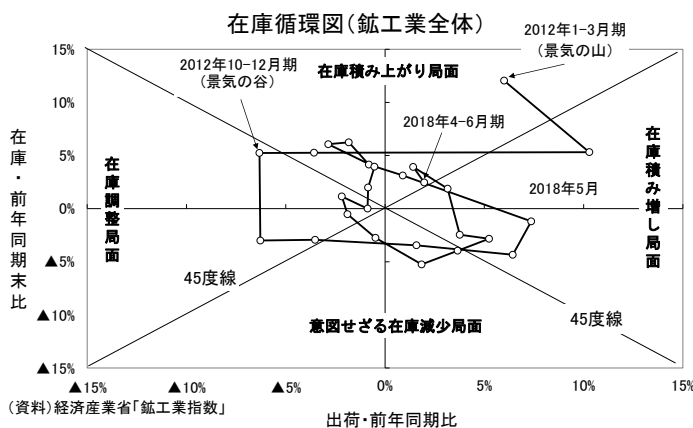 在庫循環図(鉱工業全体)
2012年1-3月期
(景気の山)
2012年10-12月期
(景気の谷)
在庫積み上がり局面
2018年4-6月期
2018年5月
在庫・前年同期末比
在庫調整局面
在庫積み増し局面
意図せざる在庫減少局面
45度線
45度線
15%
10%
5%
0%
▲5%
▲10%
▲15%
▲15%
▲10%
▲5%
0%
5%
10%
15%
(資料)経済産業省「鉱工業指数」
出荷・前年同期比